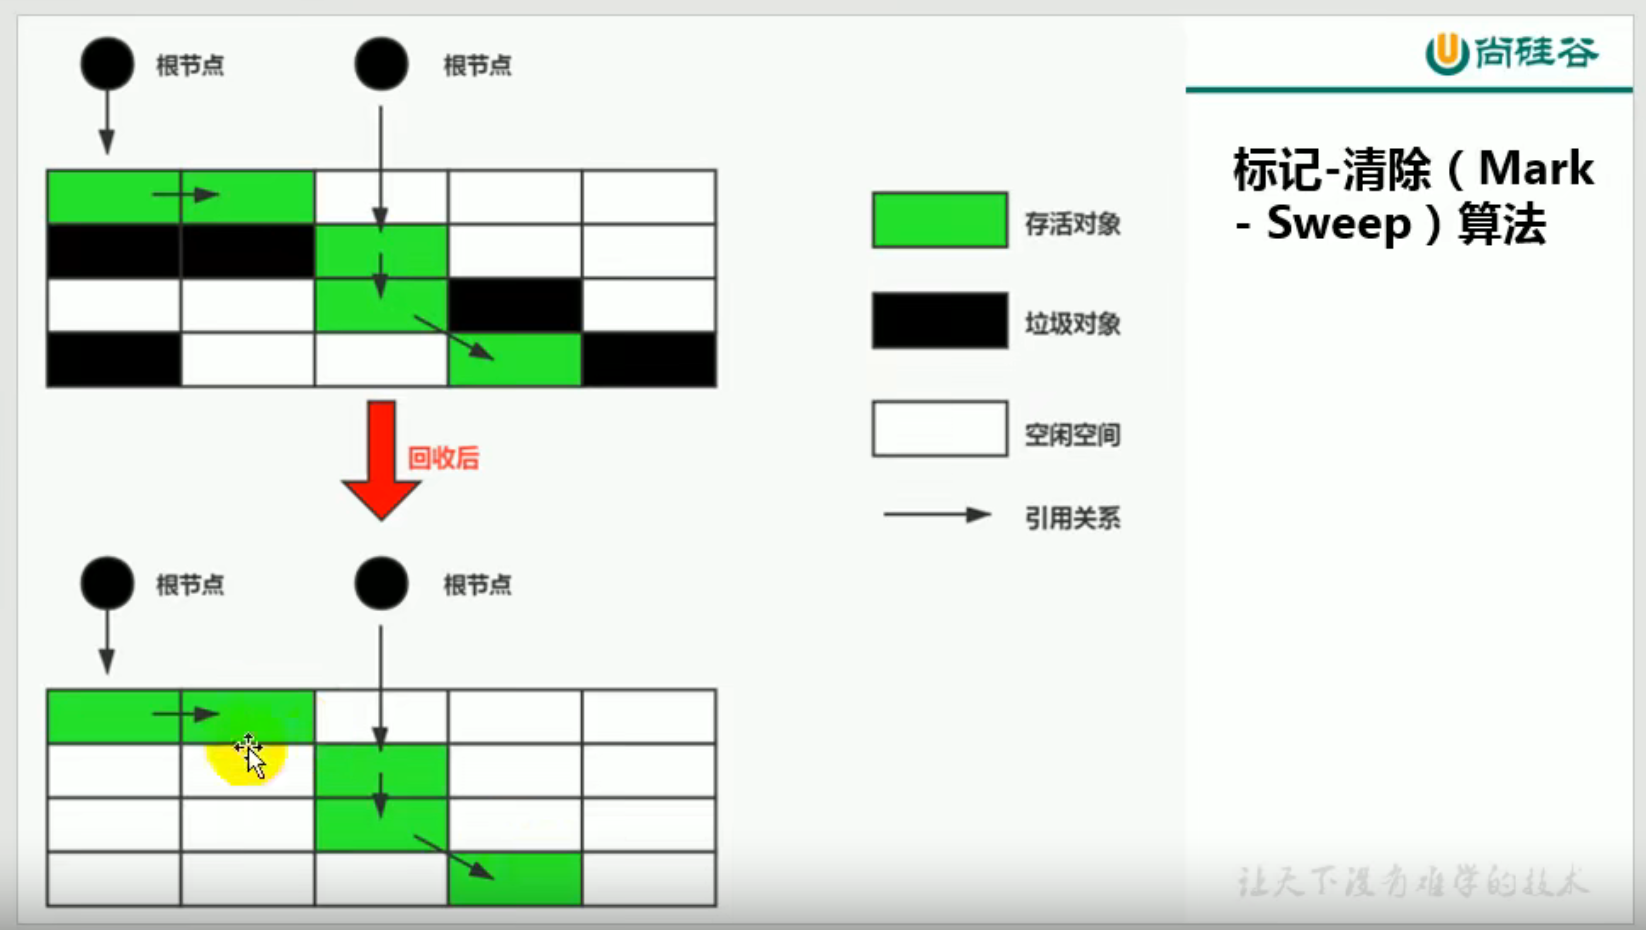 根节点
根节点
回收后
根节点
根节点
存活对象
垃圾对象
空闲空间
引用关系
尚硅谷
标记-清除（Mark
- Sweep）算法
让天下没有难学的技术